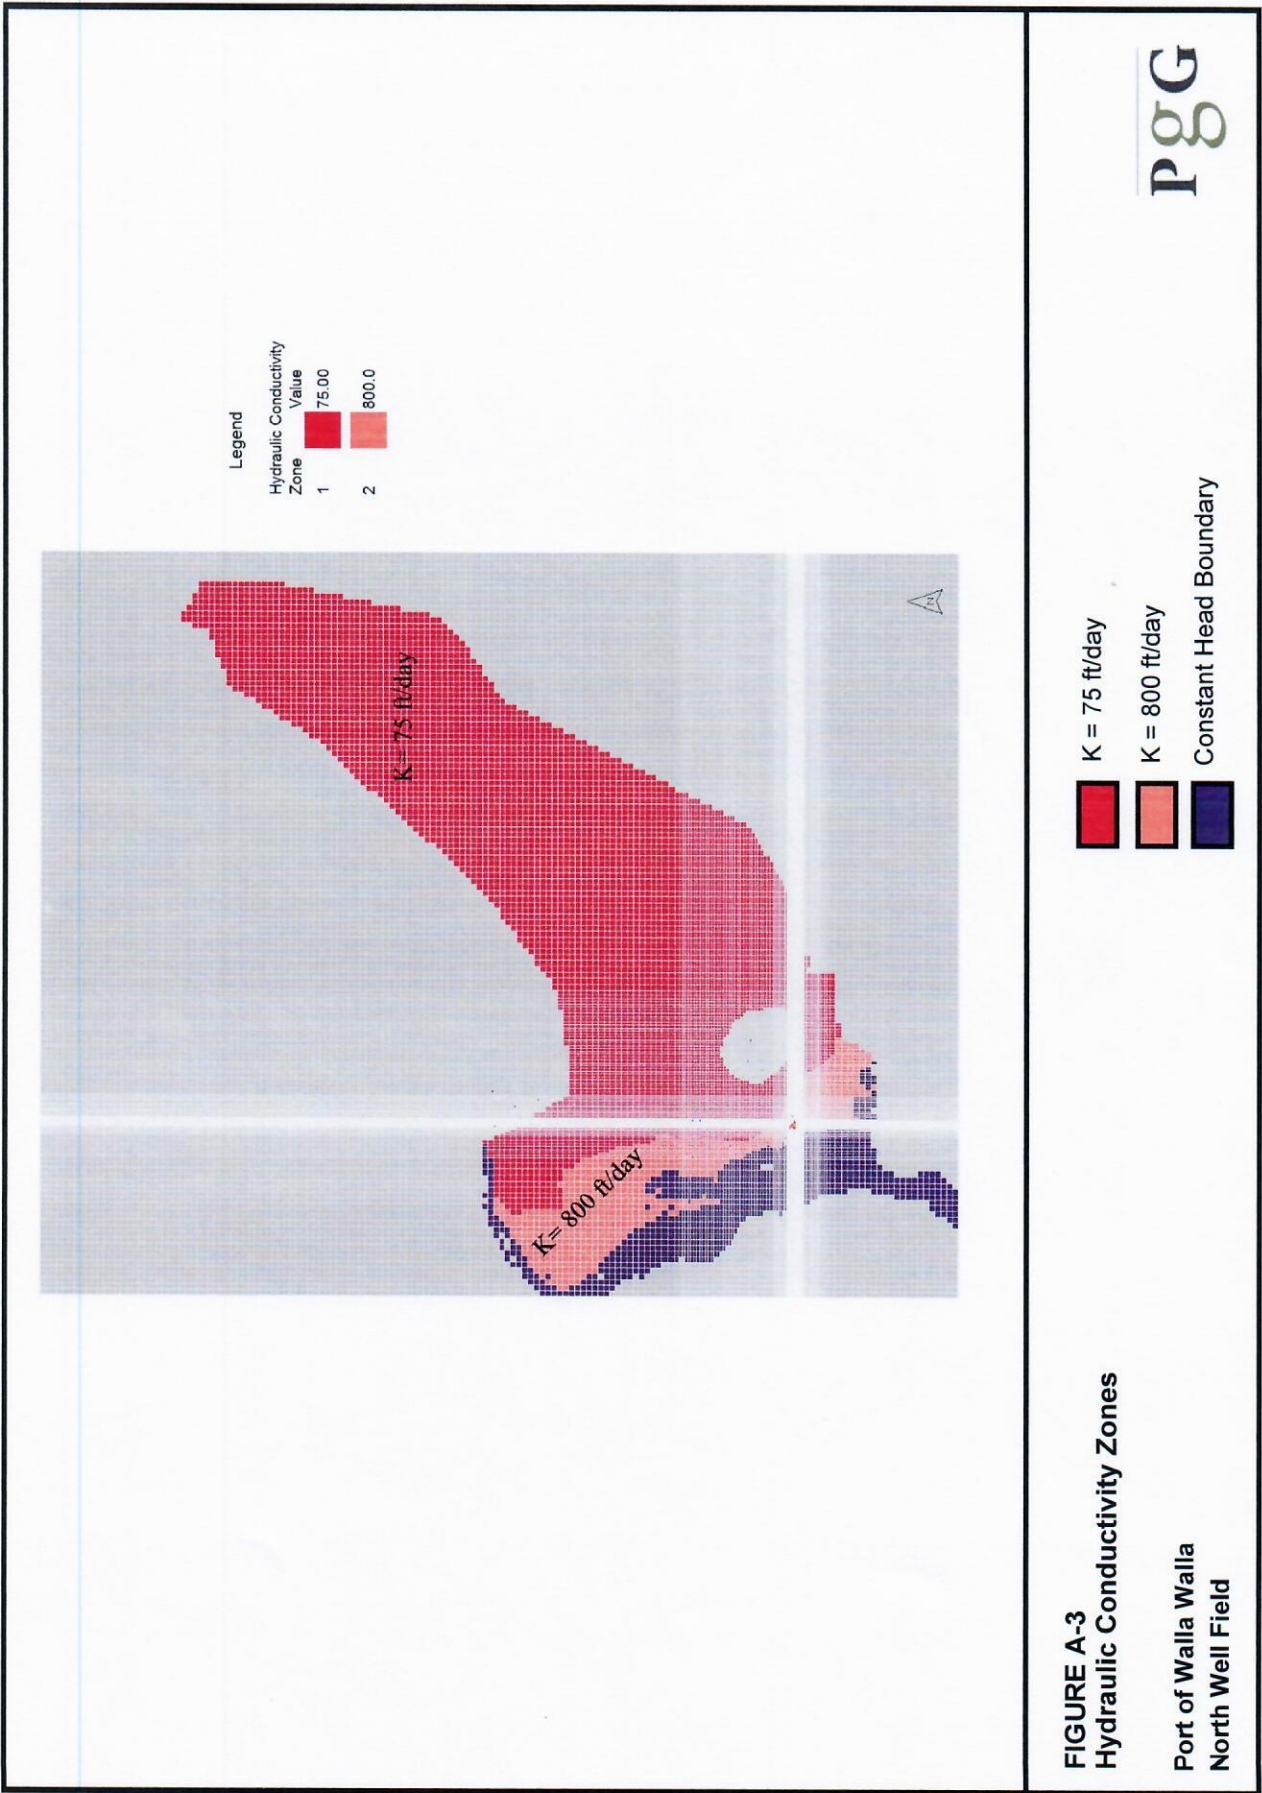 Legend
Hydraulic Conductivity
Zone Value
1 75.00
2 800.0
K= 75 ft/day
K= 800 ft/day
N
FIGURE A-3
Hydraulic Conductivity Zones
Port of Walla Walla
North Well Field
K = 75 ft/day
K = 800 ft/day
Constant Head Boundary
PgG